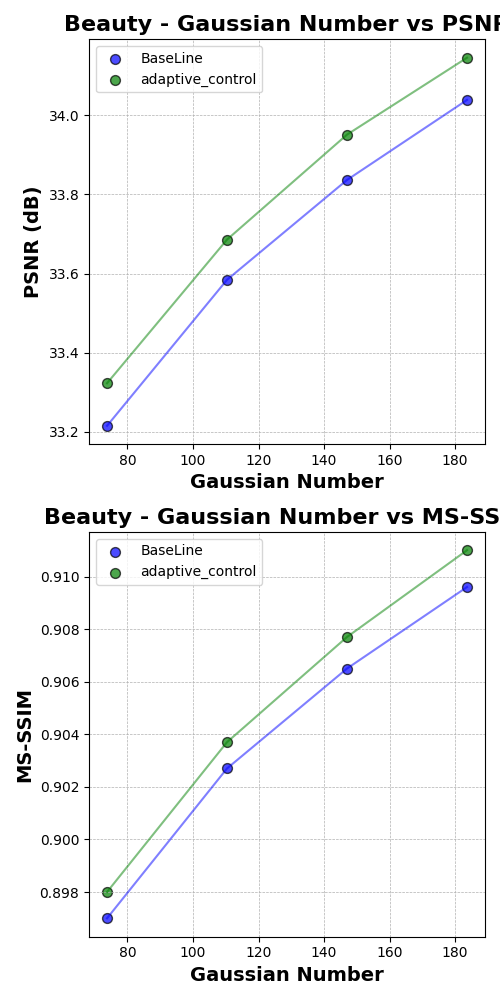 Beauty - Gaussian Number vs PSNR
BaseLine
adaptive_control
34.0
33.8
33.6
33.4
33.2
PSNR (dB)
80 100 120 140 160 180
Gaussian Number
Beauty - Gaussian Number vs MS-SS
BaseLine
adaptive_control
0.910
0.908
0.906
0.904
0.902
0.900
0.898
MS-SSIM
80 100 120 140 160 180
Gaussian Number